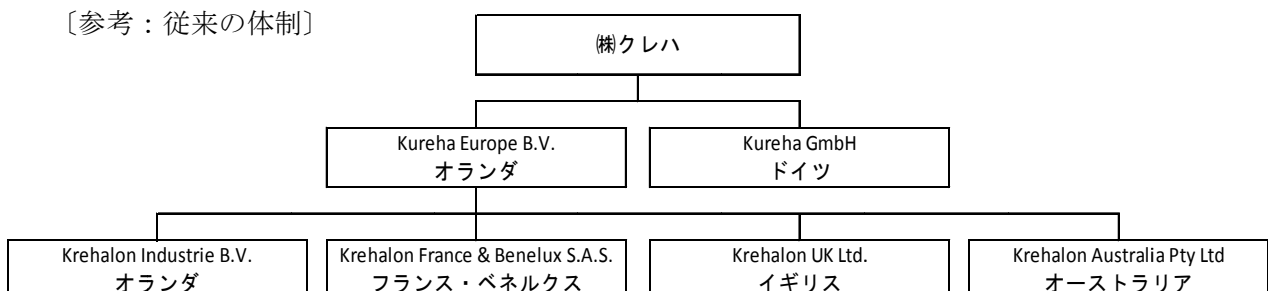 〔参考：従来の体制〕
㈱クレハ
Kureha Europe B.V.
オランダ
Kureha GmbH
ドイツ
Krehalon Industrie B.V.
オランダ
Krehalon France & Benelux S.A.S.
フランス・ベネルクス
Krehalon UK Ltd.
イギリス
Krehalon Australia Pty Ltd
オーストラリア